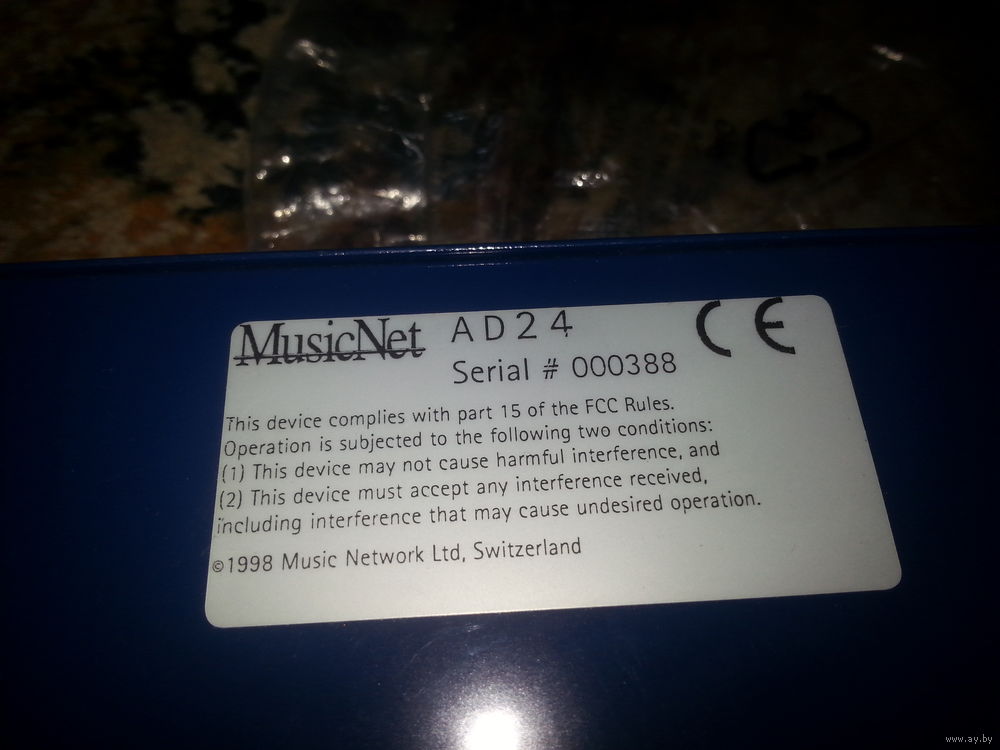 MusicNet AD24 CE
Serial # 000388
This device complies with part 15 of the FCC Rules.
Operation is subjected to the following two conditions:
(1) This device may not cause harmful interference, and
(2) This device must accept any interference received,
including interference that may cause undesired operation.
©1998 Music Network Ltd, Switzerland
www.ay.by